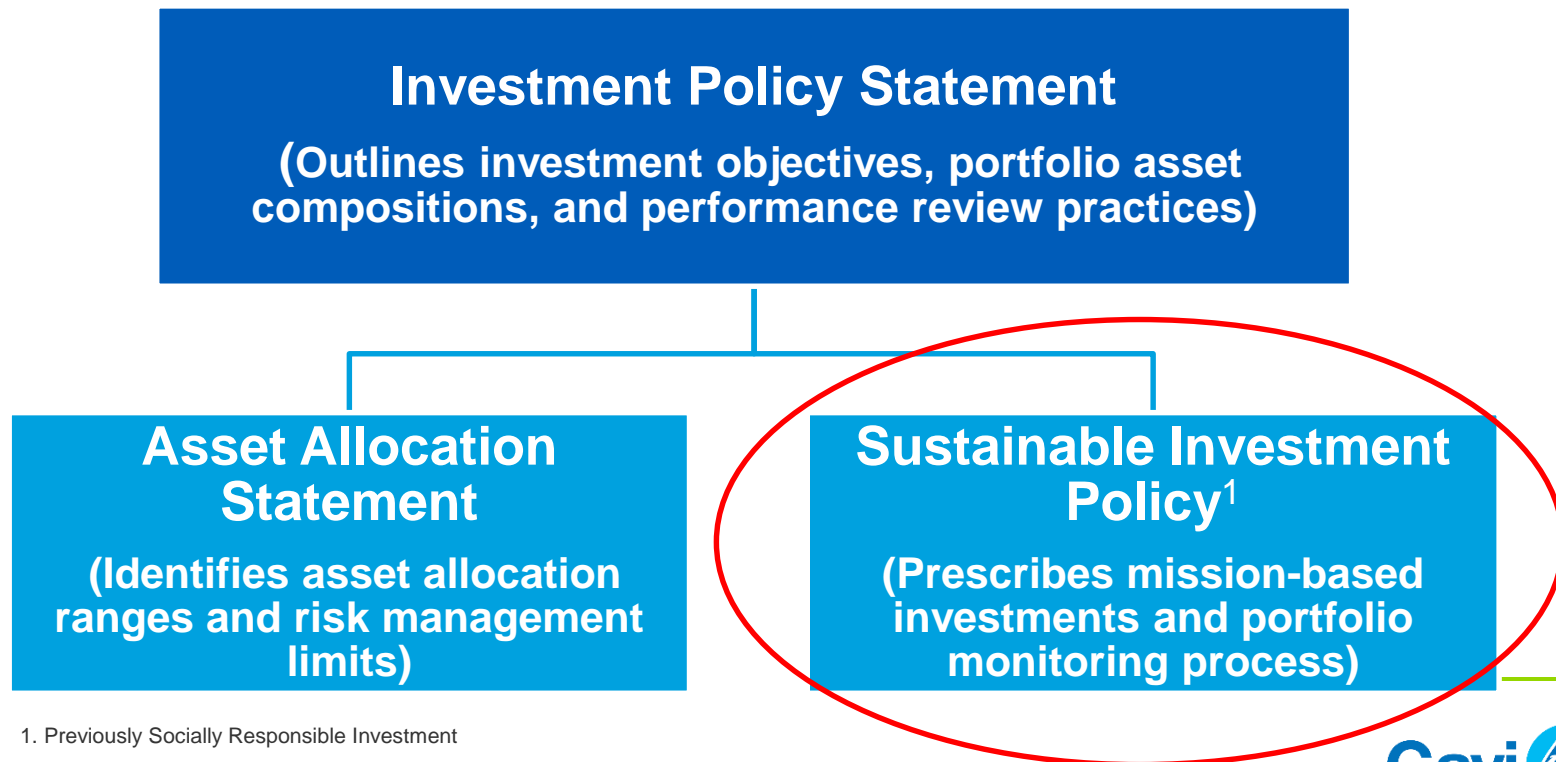 Investment Policy Statement
(Outlines investment objectives, portfolio asset
compositions, and performance review practices)
Asset Allocation
Statement
(Identifies asset allocation
ranges and risk management
limits)
Sustainable Investment
Policy¹
(Prescribes mission-based
investments and portfolio
monitoring process)
1. Previously Socially Responsible Investment